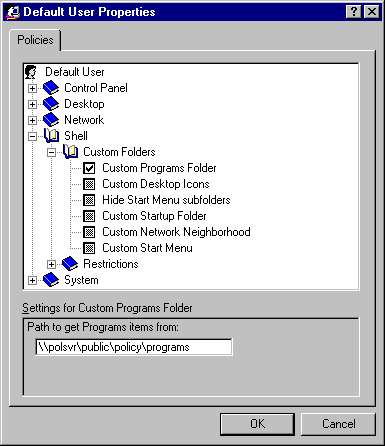 Default User Properties
Policies
Default User
Control Panel
Desktop
Network
Shell
Custom Folders
Custom Programs Folder
Custom Desktop Icons
Hide Start Menu subfolders
Custom Startup Folder
Custom Network Neighborhood
Custom Start Menu
Restrictions
System
Settings for Custom Programs Folder
Path to get Programs items from:
\\polsvr\public\policy\programs
OK
Cancel